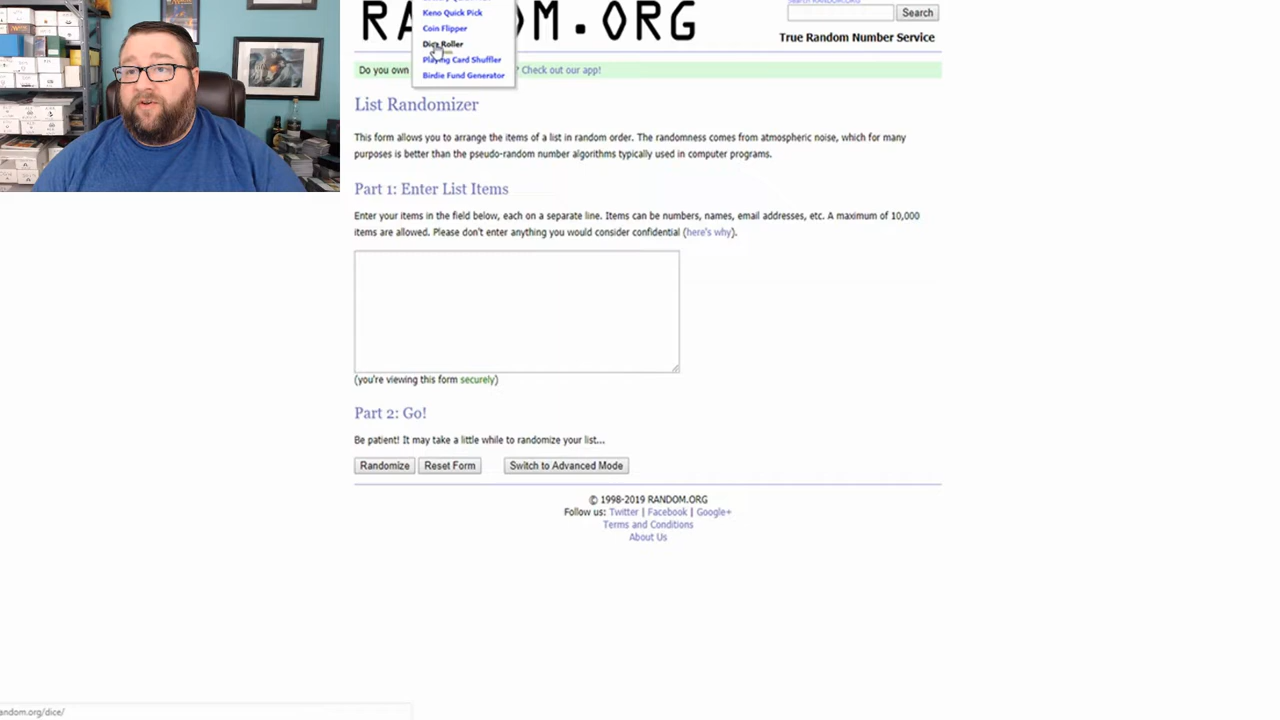 Keno Quick Pick
Coin Flipper
Dice Roller
Playing Card Shuffler
Birdie Fund Generator
RANDOM.ORG
Search RANDOM.ORG
Search
True Random Number Service
Do you own ? Check out our app!
List Randomizer
This form allows you to arrange the items of a list in random order. The randomness comes from atmospheric noise, which for many
purposes is better than the pseudo-random number algorithms typically used in computer programs.
Part 1: Enter List Items
Enter your items in the field below, each on a separate line. Items can be numbers, names, email addresses, etc. A maximum of 10,000
items are allowed. Please don't enter anything you would consider confidential (here's why).
(you're viewing this form securely)
Part 2: Go!
Be patient! It may take a little while to randomize your list...
Randomize Reset Form Switch to Advanced Mode
© 1998-2019 RANDOM.ORG
Follow us: Twitter | Facebook | Google+
Terms and Conditions
About Us
andom.org/dice/